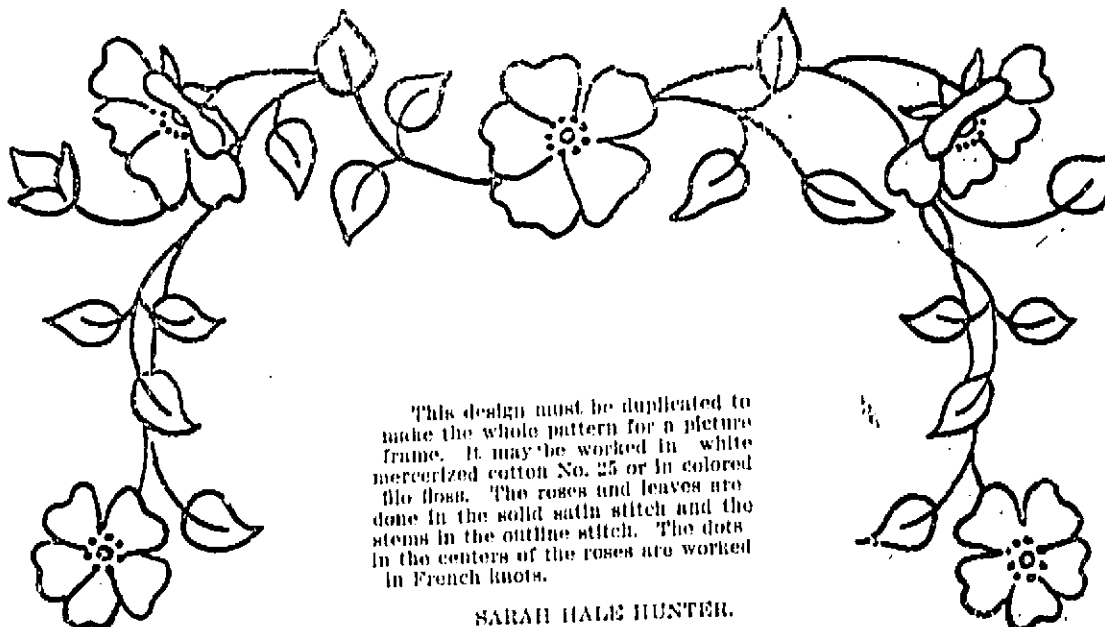 This design must be duplicated to
make the whole pattern for a picture
frame. It may be worked in white
mercerized cotton No. 25 or in colored
filo floss. The roses and leaves are
done in the solid satin stitch and the
stems in the outline stitch. The dots
in the centers of the roses are worked
in French knots.
SARAH HALE HUNTER.